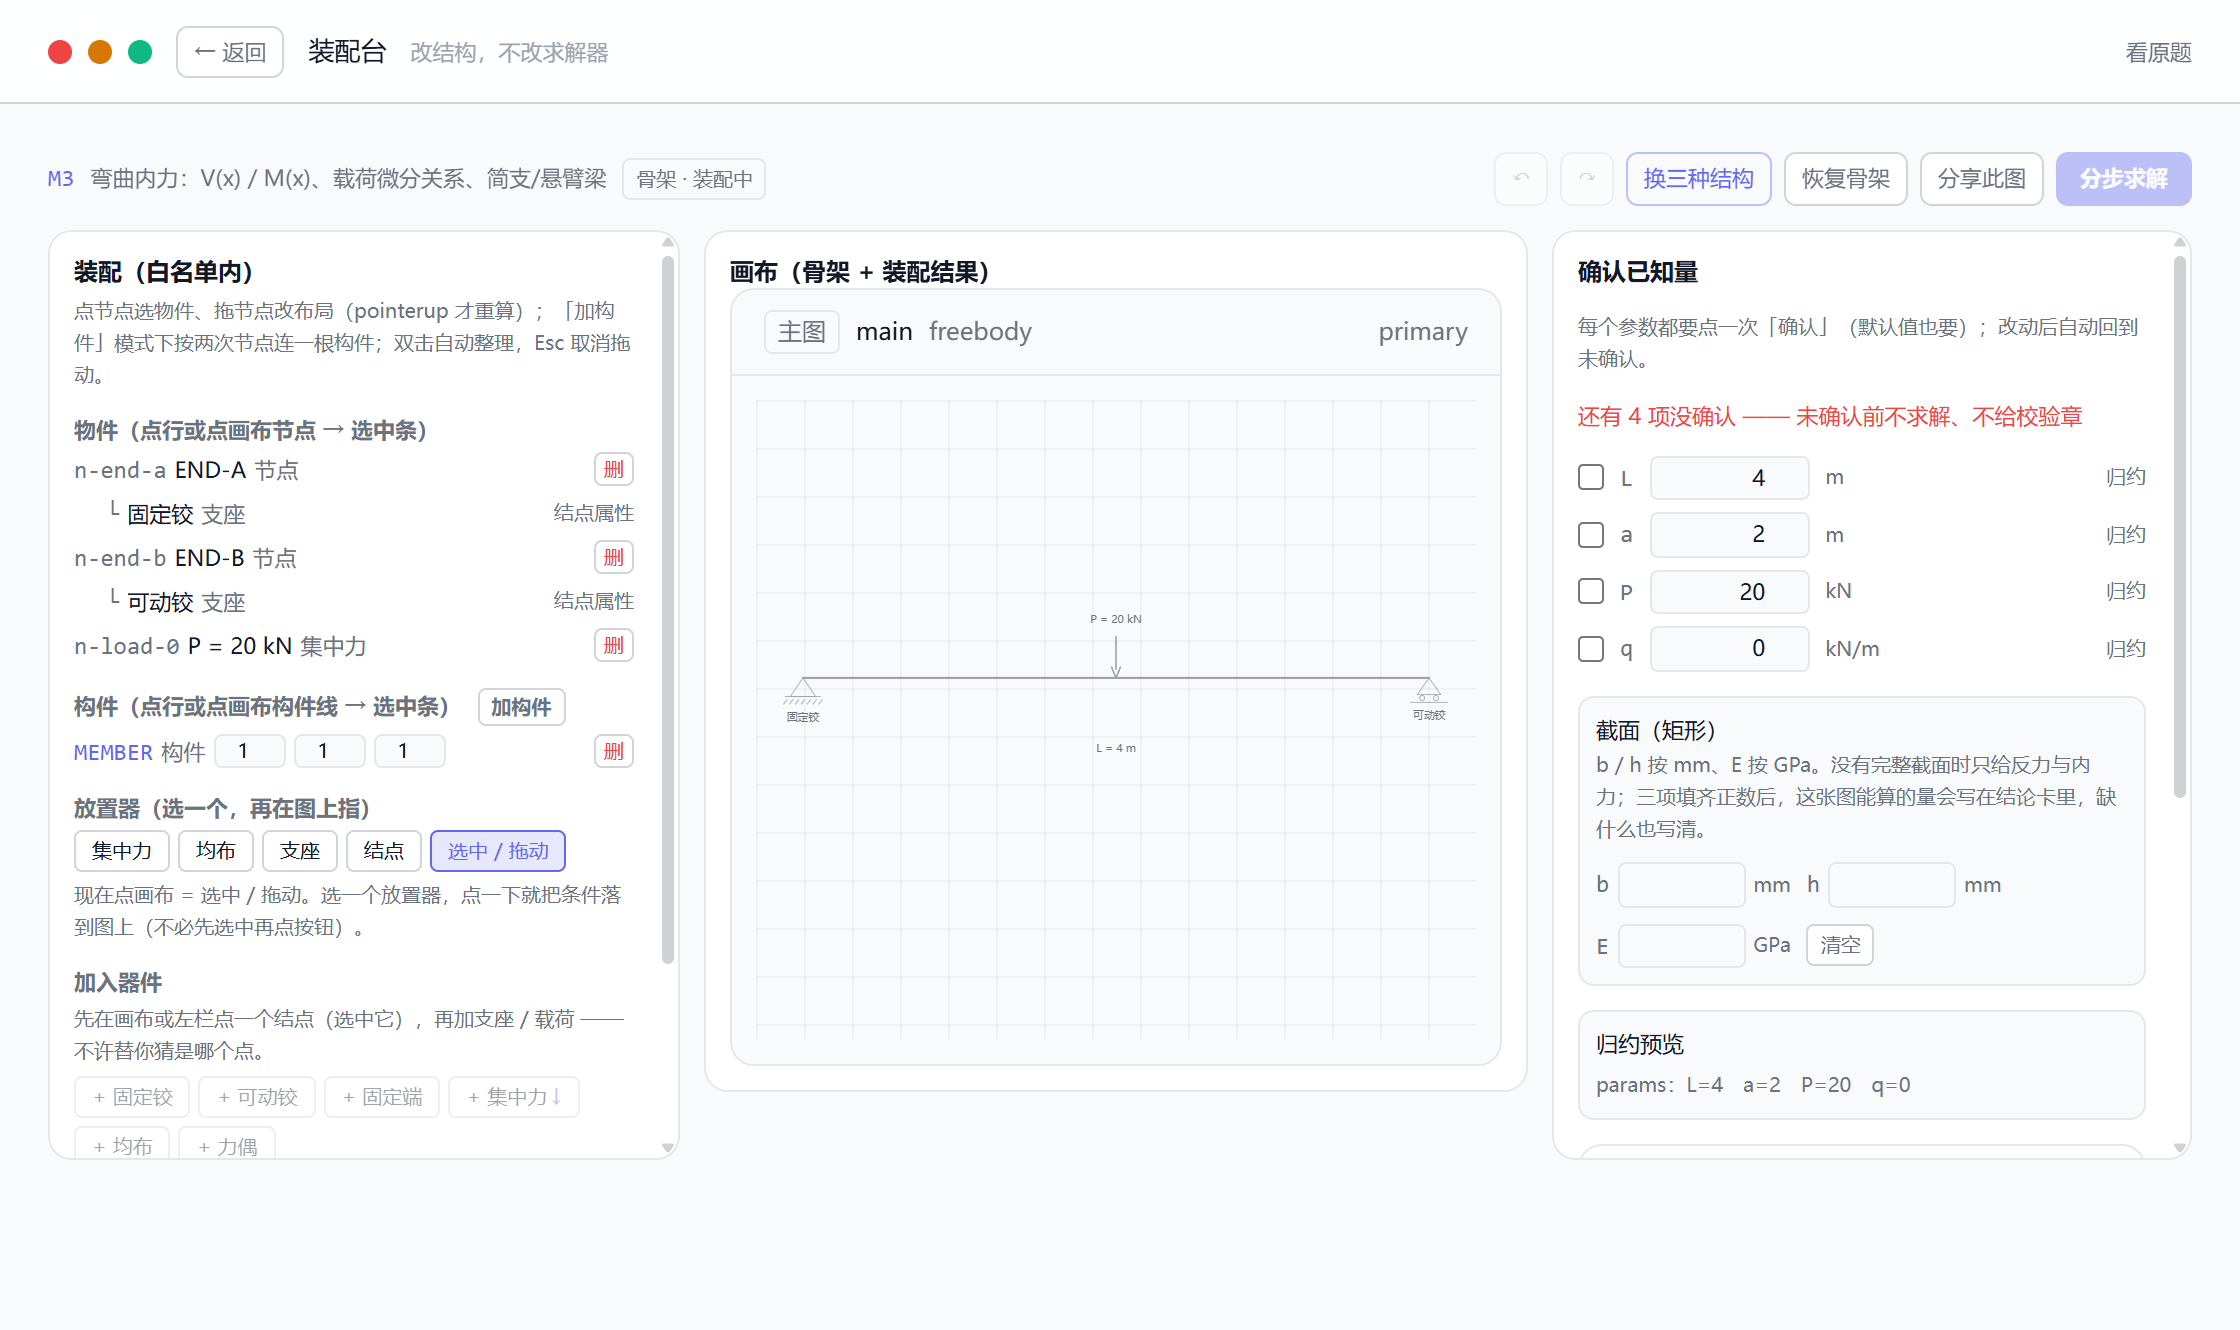 ← 返回 装配台 改结构，不改求解器 看原题
M3 弯曲内力：V(x) / M(x)、载荷微分关系、简支/悬臂梁 骨架 · 装配中 ↶ ↷ 换三种结构 恢复骨架 分享此图 分步求解
装配（白名单内）
点节点选物件、拖节点改布局（pointerup 才重算）；「加构
件」模式下按两次节点连一根构件；双击自动整理，Esc 取消拖
动。
物件（点行或点画布节点 → 选中条）
n-end-a END-A 节点 删
└ 固定铰 支座 结点属性
n-end-b END-B 节点 删
└ 可动铰 支座 结点属性
n-load-0 P = 20 kN 集中力 删
构件（点行或点画布构件线 → 选中条） 加构件
MEMBER 构件 1 1 1 删
放置器（选一个，再在图上指）
集中力 均布 支座 结点 选中 / 拖动
现在点画布 = 选中 / 拖动。选一个放置器，点一下就把条件落
到图上（不必先选中再点按钮）。
加入器件
先在画布或左栏点一个结点（选中它），再加支座 / 载荷 ——
不许替你猜是哪个点。
+ 固定铰 + 可动铰 + 固定端 + 集中力↓
+ 均布 + 力偶
画布（骨架 + 装配结果）
主图 main freebody primary
P = 20 kN
固定铰 可动铰
L = 4 m
确认已知量
每个参数都要点一次「确认」（默认值也要）；改动后自动回到
未确认。
还有 4 项没确认 —— 未确认前不求解、不给校验章
L 4 m 归约
a 2 m 归约
P 20 kN 归约
q 0 kN/m 归约
截面（矩形）
b / h 按 mm、E 按 GPa。没有完整截面时只给反力与内
力；三项填齐正数后，这张图能算的量会写在结论卡里，缺
什么也写清。
b mm h mm
E GPa 清空
归约预览
params：L=4 a=2 P=20 q=0